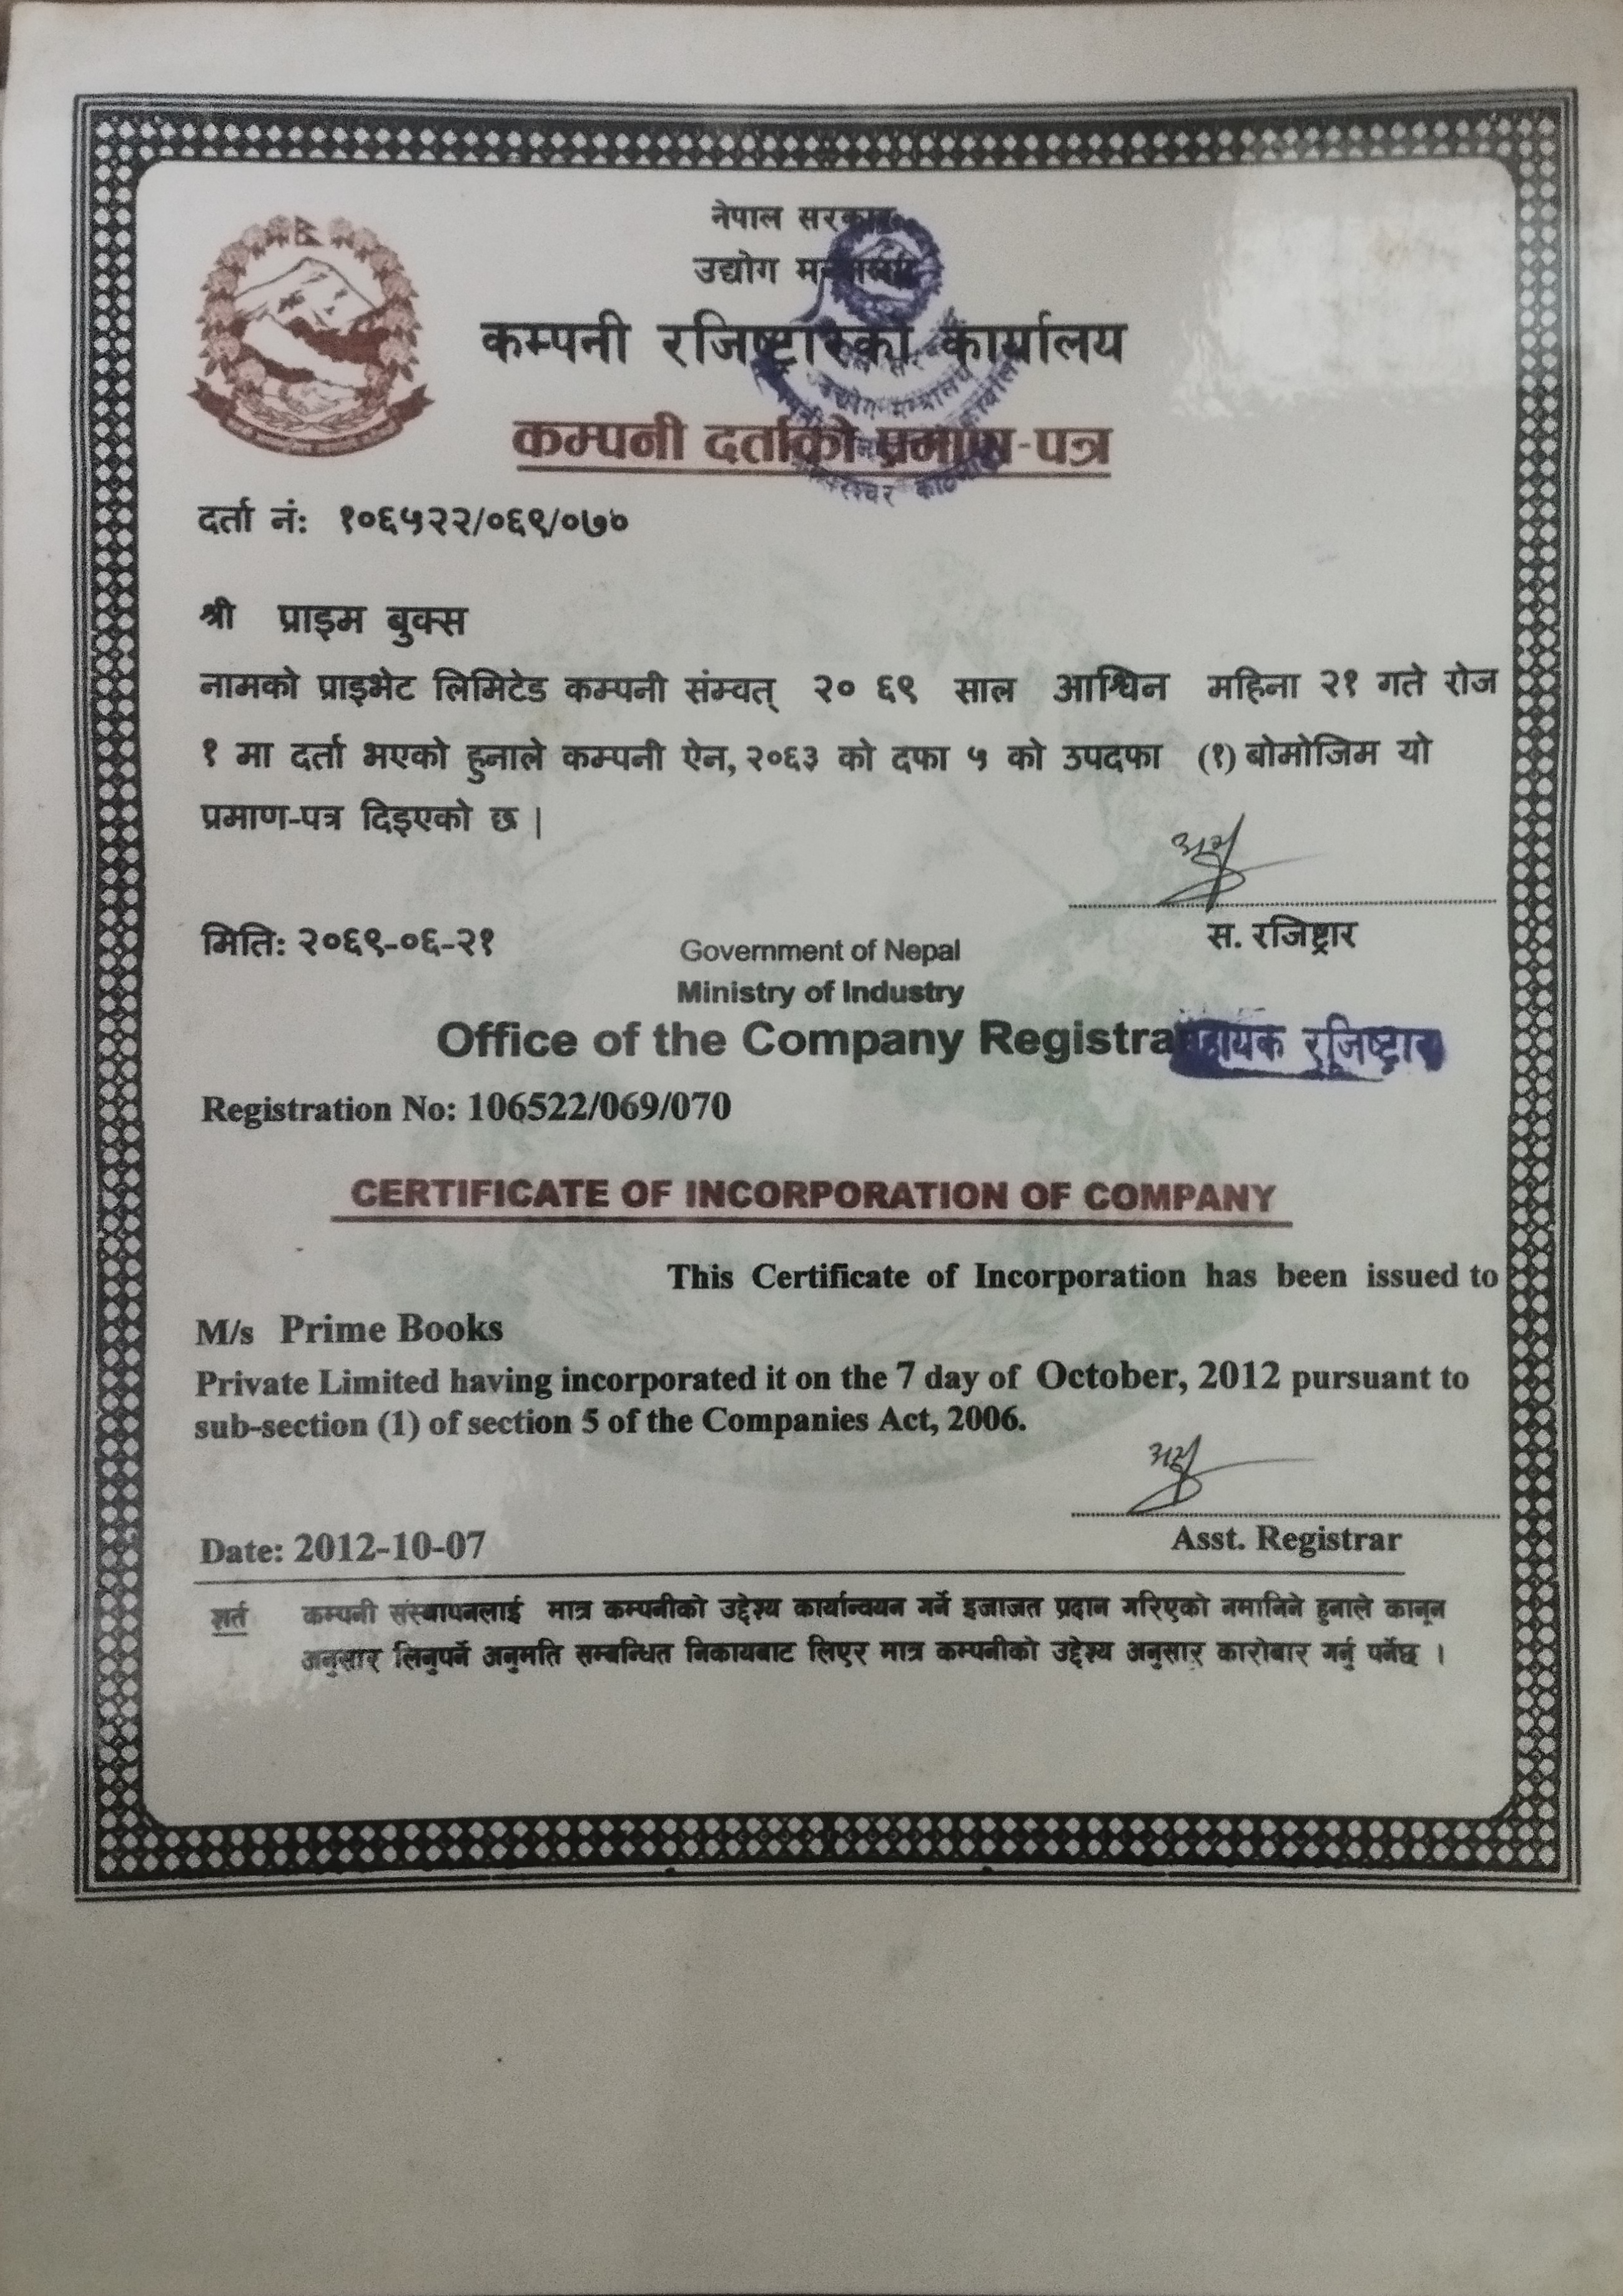 नेपाल सरकार
उद्योग मन्त्रालय
कम्पनी रजिष्ट्रारको कार्यालय
कम्पनी दर्ताको प्रमाण-पत्र
दर्ता नं: १०६५२२/०६९/०७०
श्री प्राइम बुक्स
नामको प्राइभेट लिमिटेड कम्पनी संम्वत् २० ६९ साल आश्विन महिना २१ गते रोज
१ मा दर्ता भएको हुनाले कम्पनी ऐन, २०६३ को दफा ५ को उपदफा (१) बोमोजिम यो
प्रमाण-पत्र दिइएको छ |
मिति: २०६९-०६-२१
स. रजिष्ट्रार
Government of Nepal
Ministry of Industry
Office of the Company Registrar
सहायक रजिष्ट्रार
Registration No: 106522/069/070
CERTIFICATE OF INCORPORATION OF COMPANY
This Certificate of Incorporation has been issued to
M/s Prime Books
Private Limited having incorporated it on the 7 day of October, 2012 pursuant to
sub-section (1) of section 5 of the Companies Act, 2006.
Date: 2012-10-07
Asst. Registrar
शर्त कम्पनी संस्थापनलाई मात्र कम्पनीको उद्देश्य कार्यान्वयन गर्ने इजाजत प्रदान गरिएको नमानिने हुनाले कानून
अनुसार लिनुपर्ने अनुमति सम्बन्धित निकायबाट लिएर मात्र कम्पनीको उद्देश्य अनुसार कारोबार गर्नु पर्नेछ ।